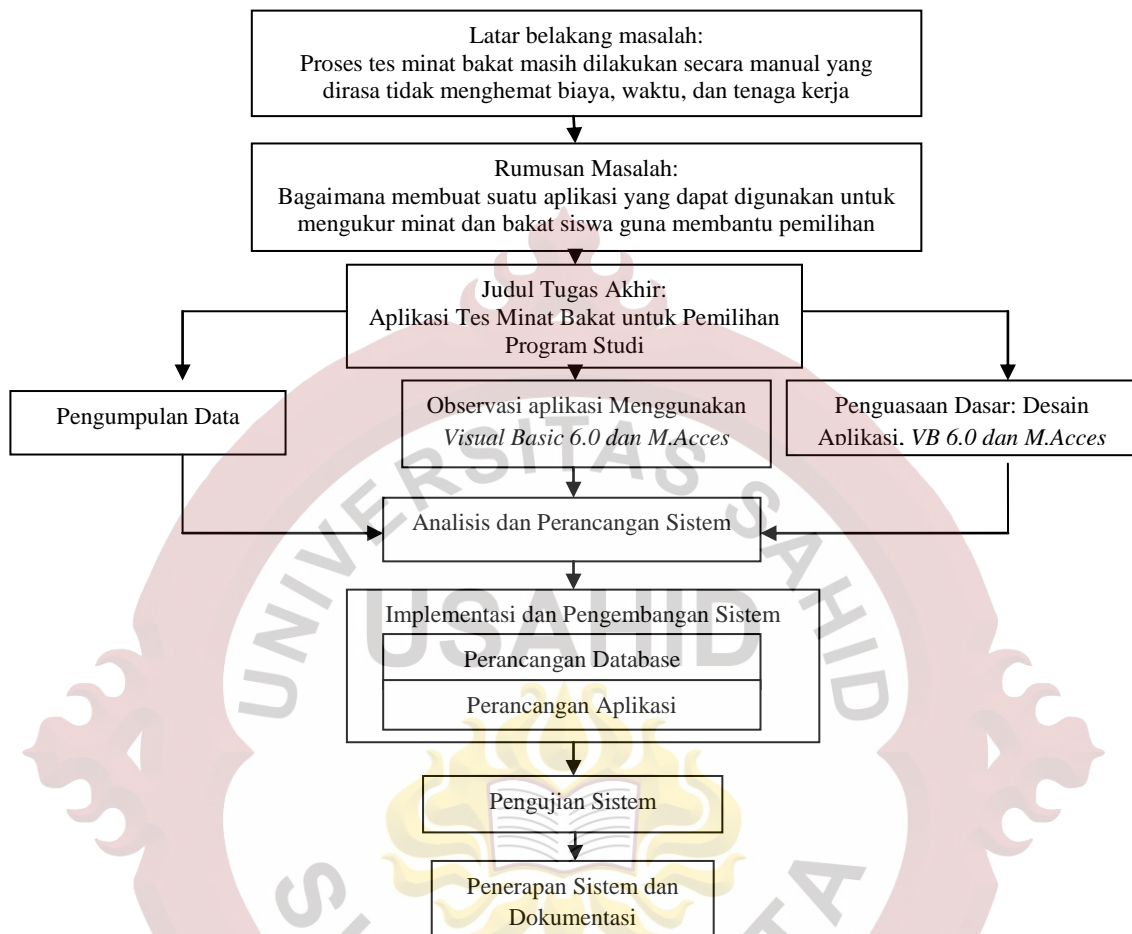 Latar belakang masalah:
Proses tes minat bakat masih dilakukan secara manual yang
dirasa tidak menghemat biaya, waktu, dan tenaga kerja
Rumusan Masalah:
Bagaimana membuat suatu aplikasi yang dapat digunakan untuk
mengukur minat dan bakat siswa guna membantu pemilihan
Judul Tugas Akhir:
Aplikasi Tes Minat Bakat untuk Pemilihan
Program Studi
Pengumpulan Data
Observasi aplikasi Menggunakan
Visual Basic 6.0 dan M.Acces
Penguasaan Dasar: Desain
Aplikasi, VB 6.0 dan M.Acces
Analisis dan Perancangan Sistem
Implementasi dan Pengembangan Sistem
Perancangan Database
Perancangan Aplikasi
Pengujian Sistem
Penerapan Sistem dan
Dokumentasi
UNIVERSITAS SAHID
USAHID